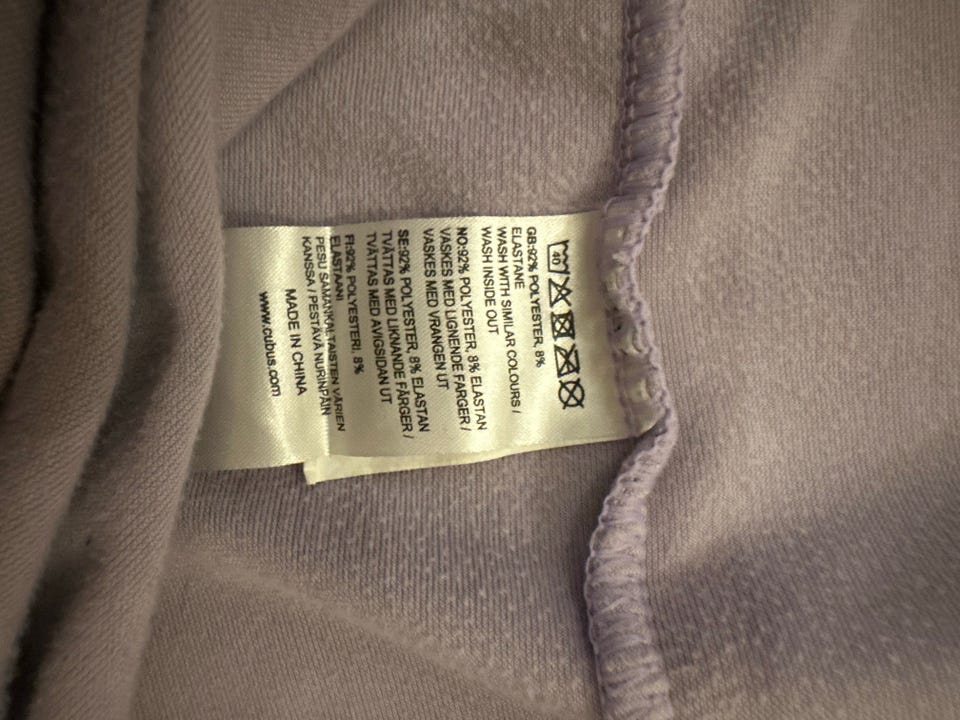 40
GB:92% POLYESTER, 8%
ELASTANE
WASH WITH SIMILAR COLOURS /
WASH INSIDE OUT
NO:92% POLYESTER, 8% ELASTAN
VASKES MED LIGNENDE FARGER /
VASKES MED VRANGEN UT
SE:92% POLYESTER, 8% ELASTAN
TVÄTTAS MED LIKNANDE FÄRGER /
TVÄTTAS MED AVIGSIDAN UT
FI:92% POLYESTERI, 8%
ELASTAANI
PESU SAMANKALTAISTEN VÄRIEN
KANSSA / PESTÄVÄ NURINPÄIN
MADE IN CHINA
www.cubus.com